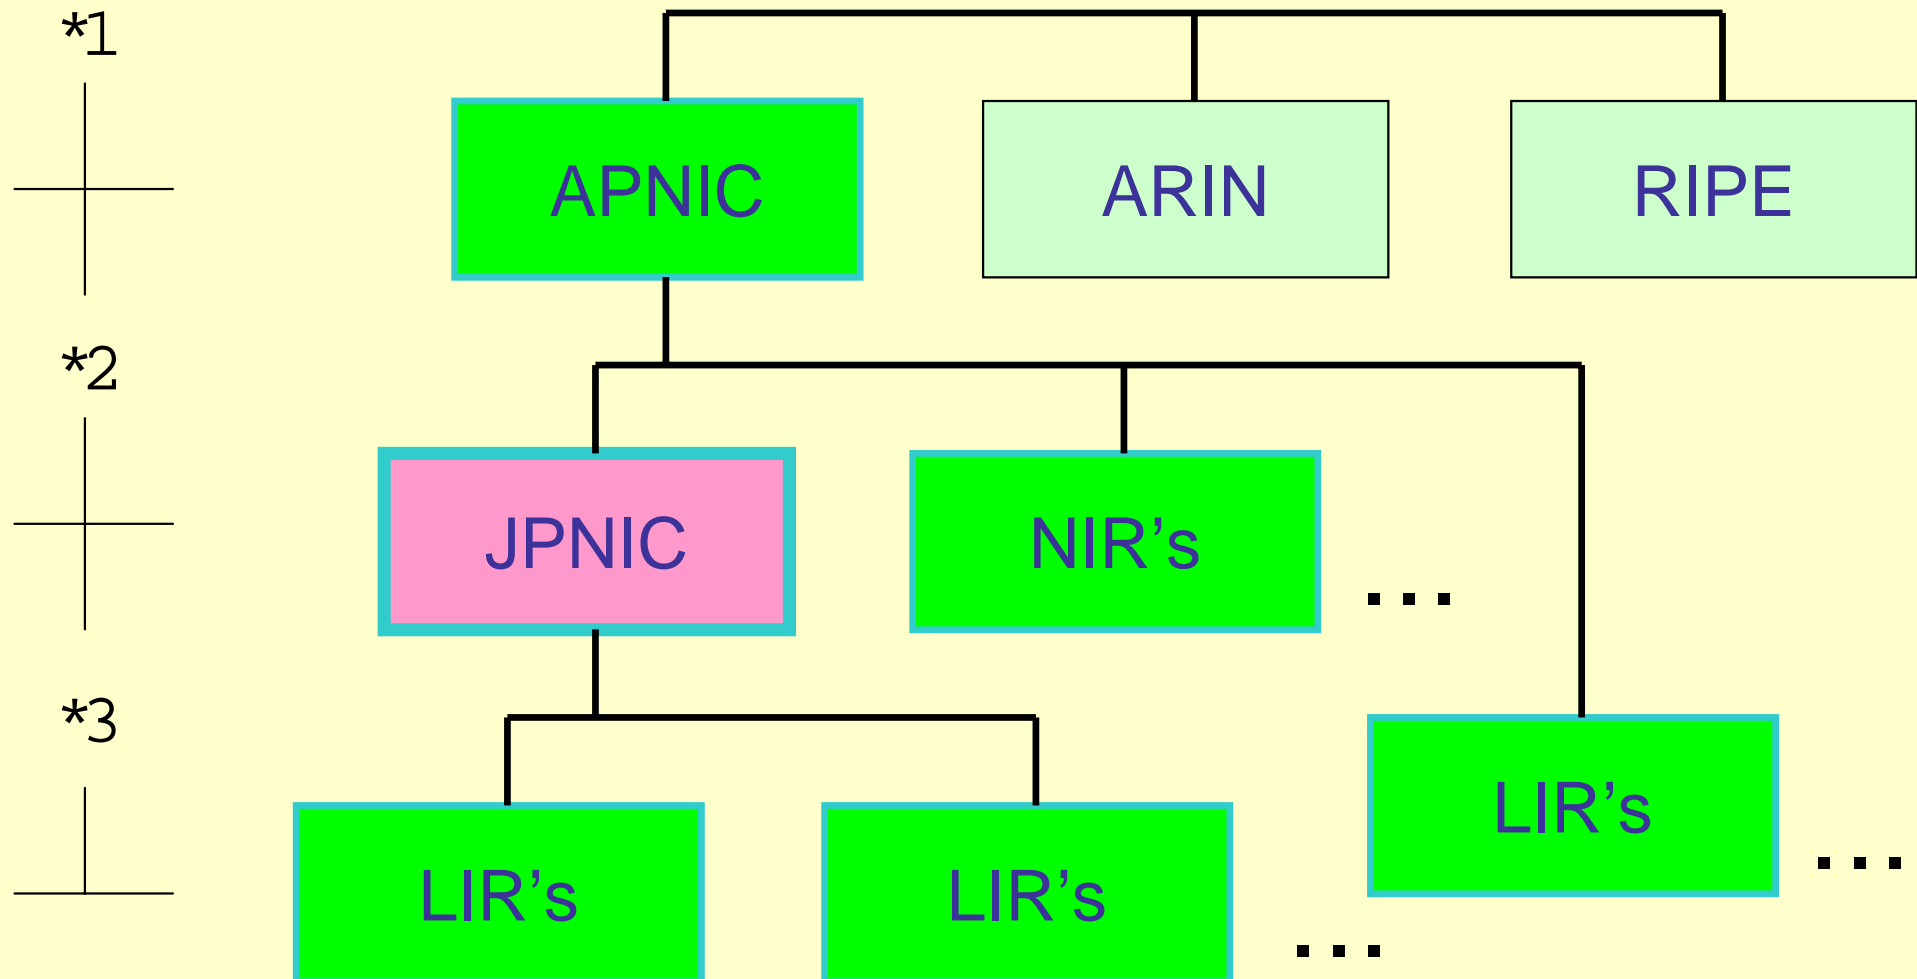 *1
APNIC ARIN RIPE
*2
JPNIC NIR’s
...
*3
LIR’s
...
LIR’s LIR’s
...